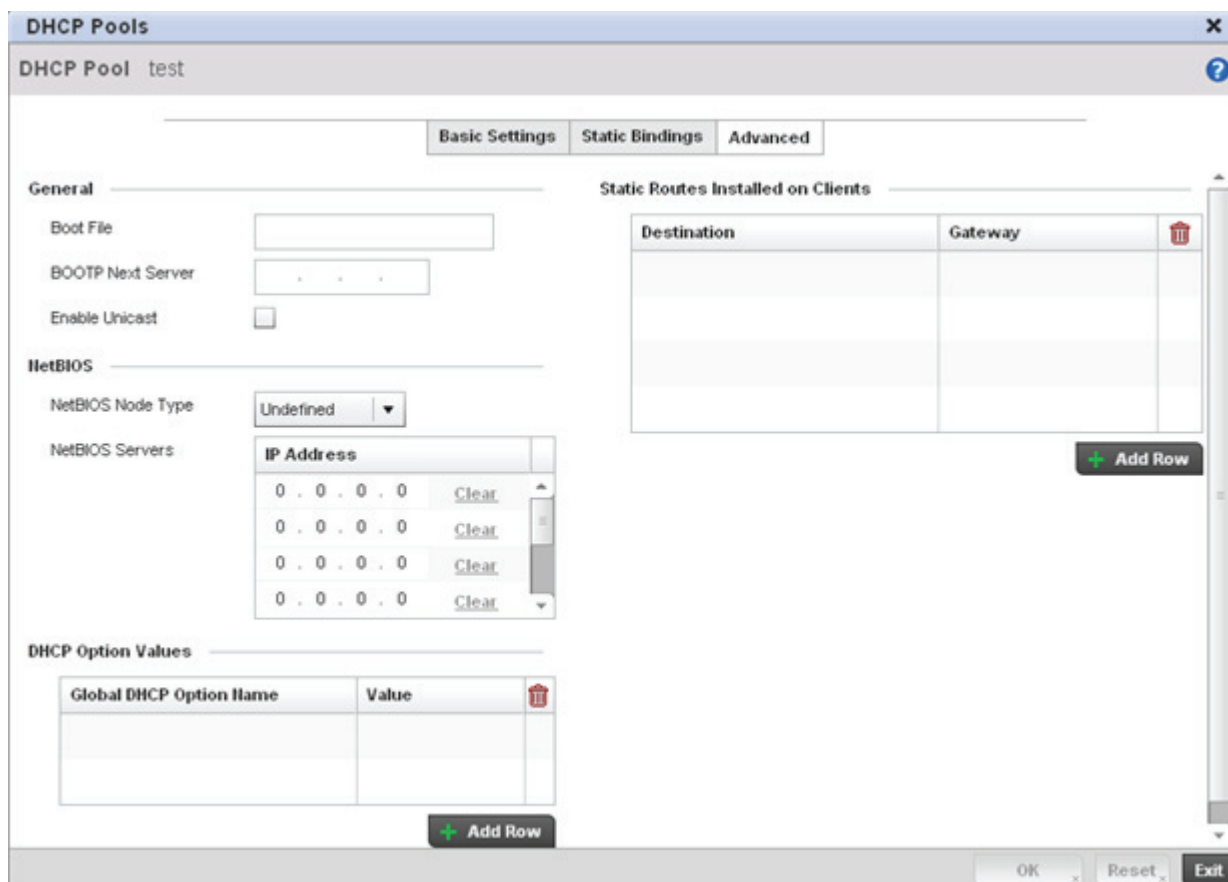 DHCP Pools
DHCP Pool test
Basic Settings Static Bindings Advanced
General
Boot File
BOOTP Next Server
. . .
Enable Unicast
NetBIOS
NetBIOS Node Type Undefined
NetBIOS Servers
IP Address
0 . 0 . 0 . 0 Clear
0 . 0 . 0 . 0 Clear
0 . 0 . 0 . 0 Clear
0 . 0 . 0 . 0 Clear
DHCP Option Values
Global DHCP Option Name Value
+ Add Row
Static Routes Installed on Clients
Destination Gateway
+ Add Row
OK Reset Exit